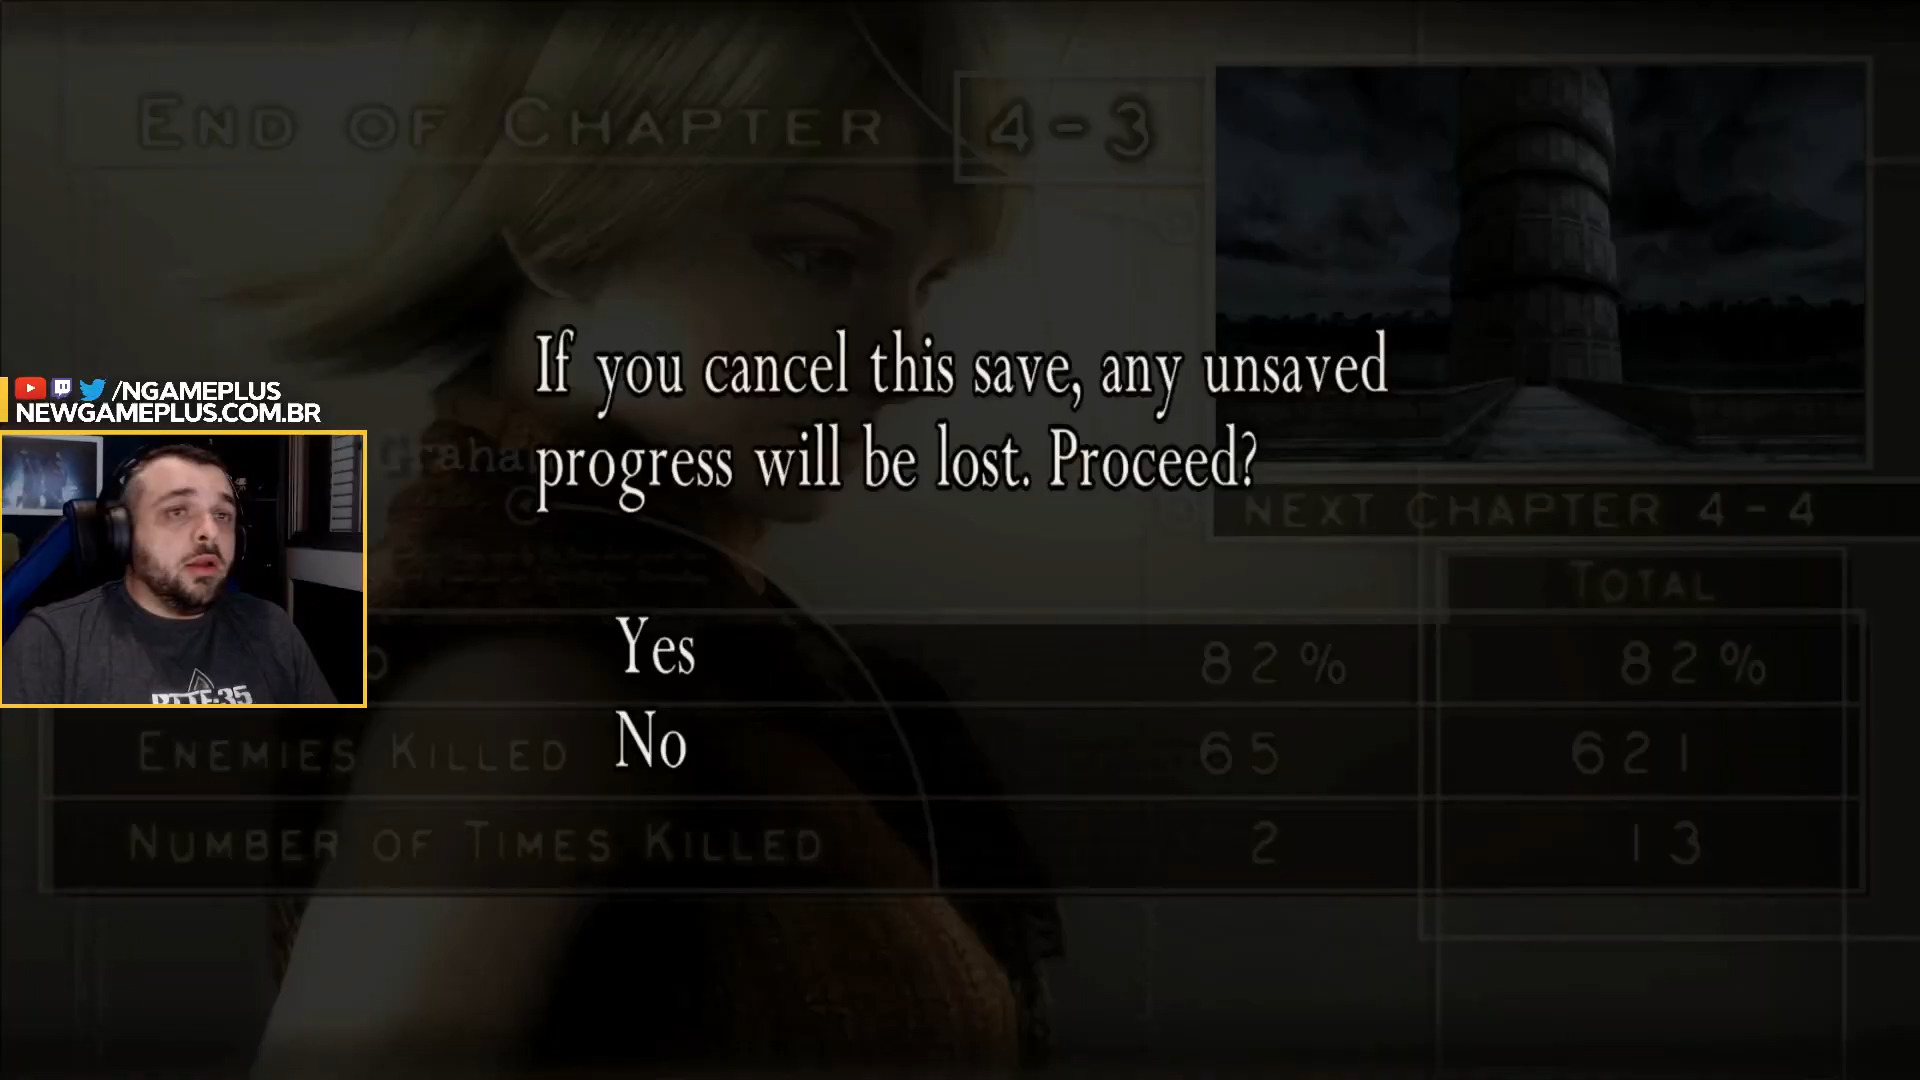 END OF CHAPTER 4-3
If you cancel this save, any unsaved
progress will be lost. Proceed?
/NGAMEPLUS
NEWGAMEPLUS.COM.BR
NEXT CHAPTER 4-4
TOTAL
Yes
82% 82%
No
ENEMIES KILLED 65 621
NUMBER OF TIMES KILLED 2 13